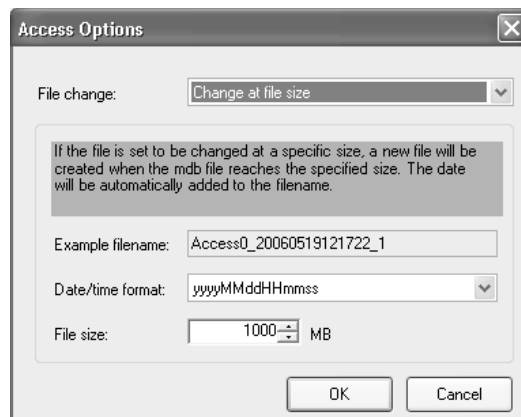 Access Options
File change: Change at file size
If the file is set to be changed at a specific size, a new file will be
created when the mdb file reaches the specified size. The date
will be automatically added to the filename.
Example filename: Access0_20060519121722_1
Date/time format: yyyyMMddHHmmss
File size: 1000 MB
OK Cancel